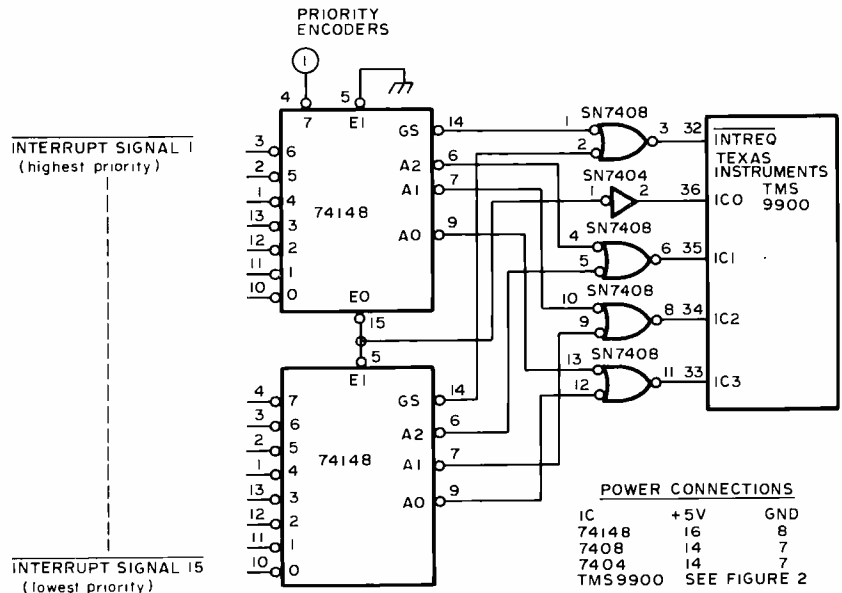 PRIORITY
ENCODERS
1
4
5
7
EI
3
6
2
5
1
4
13
3
12
2
11
1
10
0
74148
GS
14
A2
6
A1
7
A0
9
EO
15
INTERRUPT SIGNAL 1
(highest priority)
5
EI
4
7
3
6
2
5
1
4
13
3
12
2
11
1
10
0
74148
GS
14
A2
6
A1
7
A0
9
INTERRUPT SIGNAL 15
(lowest priority)
SN7408
1
2
3
32
SN7404
1
2
36
SN7408
4
5
6
35
SN7408
10
9
8
34
SN7408
13
12
11
33
INTREQ
TEXAS
INSTRUMENTS
TMS
9900
IC0
IC1
IC2
IC3
POWER CONNECTIONS
IC +5V GND
74148 16 8
7408 14 7
7404 14 7
TMS9900 SEE FIGURE 2